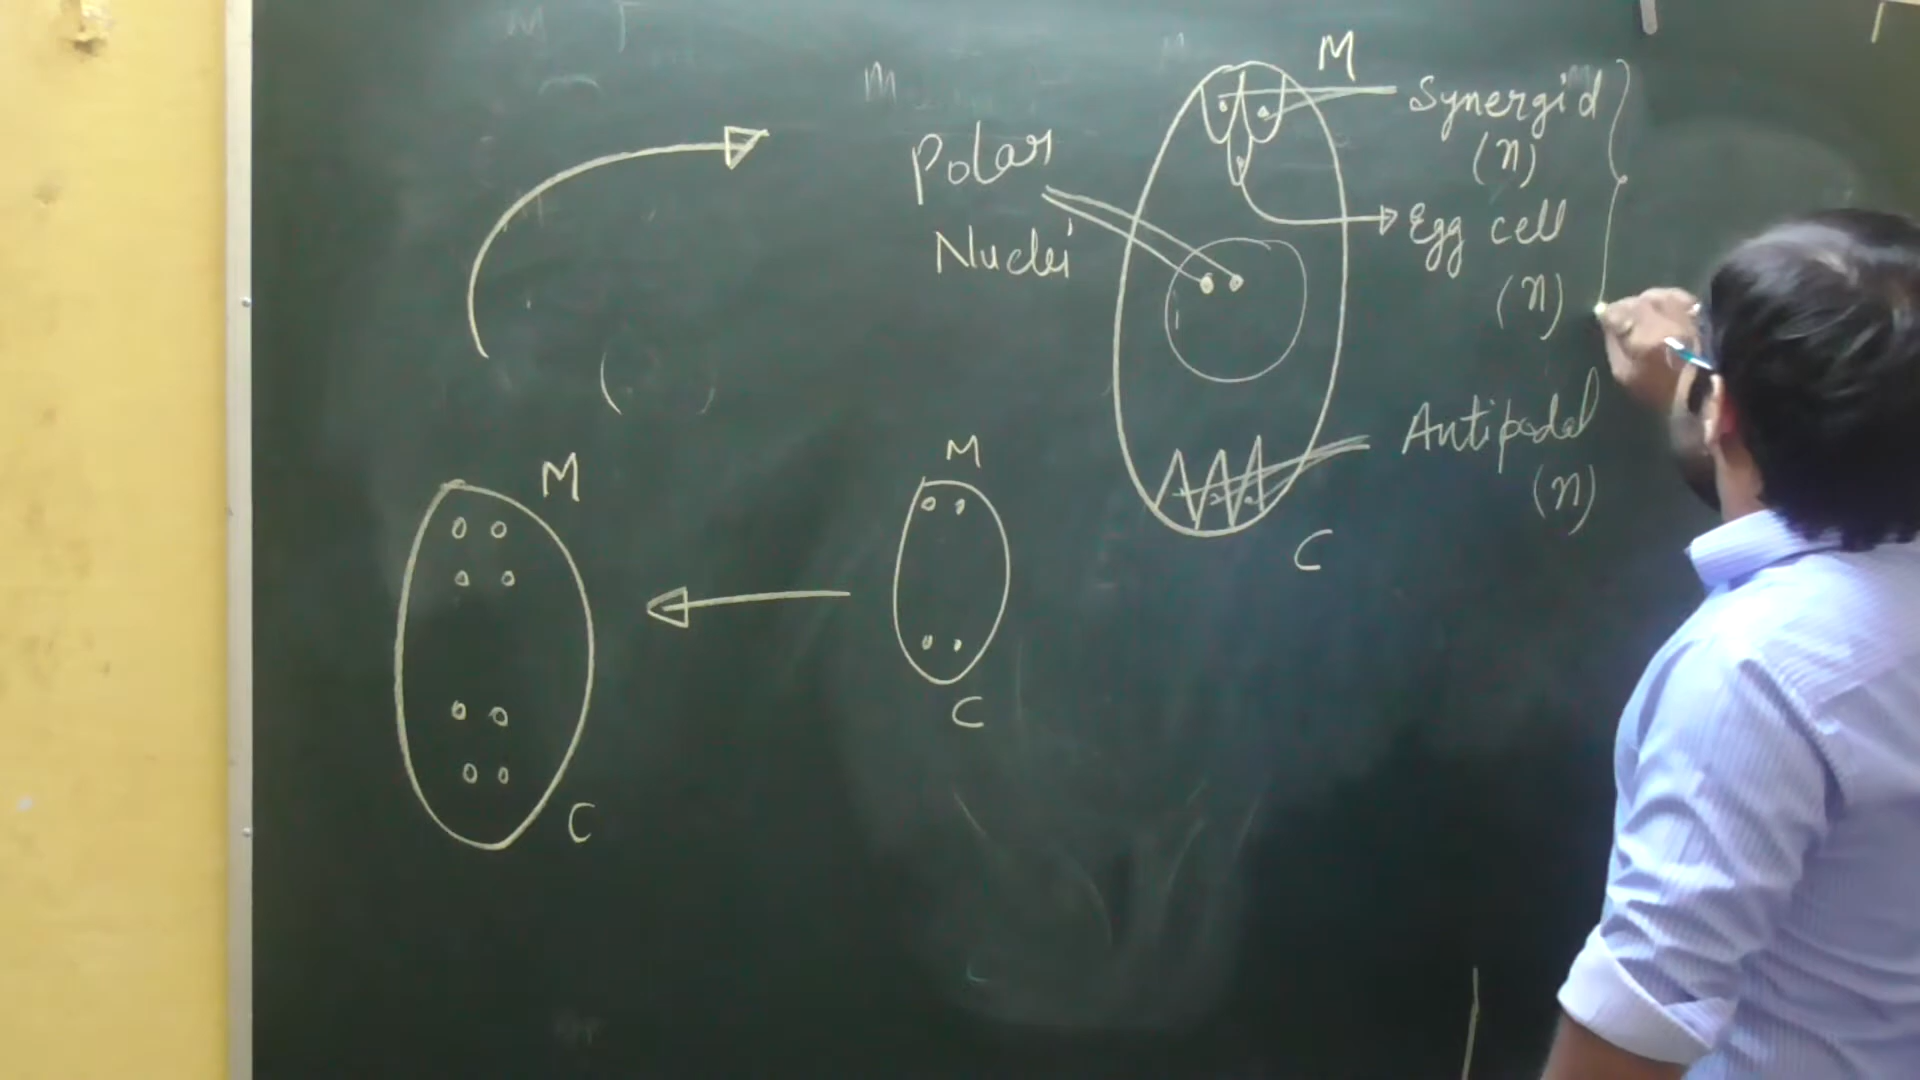 M
Synergid
(n)
Polar
Nuclei
Egg cell
(n)
Antipodal
(n)
C
M
C
M
C